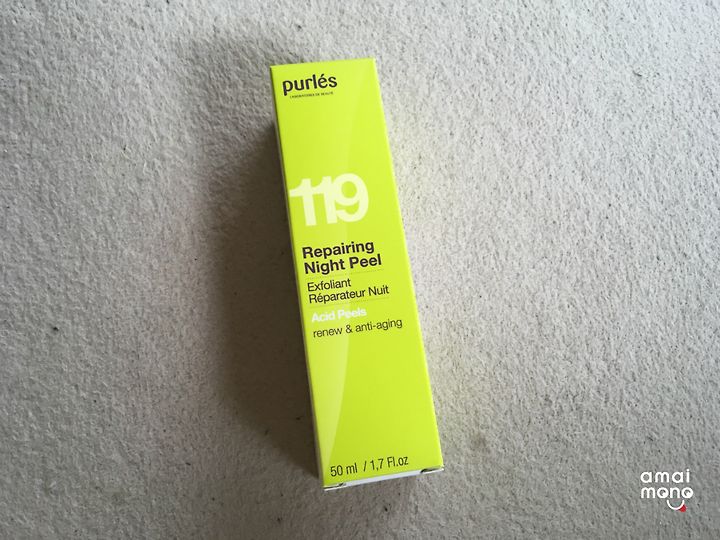 purlés
LABORATOIRES DE BEAUTÉ
119
Repairing
Night Peel
Exfoliant
Réparateur Nuit
Acid Peels
renew & anti-aging
50 ml / 1,7 Fl.oz
amai
mono